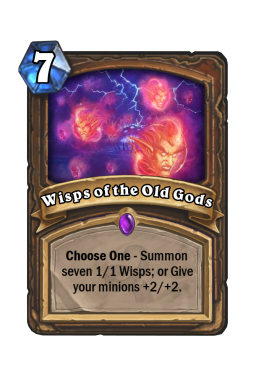 7
Wisps of the Old Gods
Choose One - Summon
seven 1/1 Wisps; or Give
your minions +2/+2.